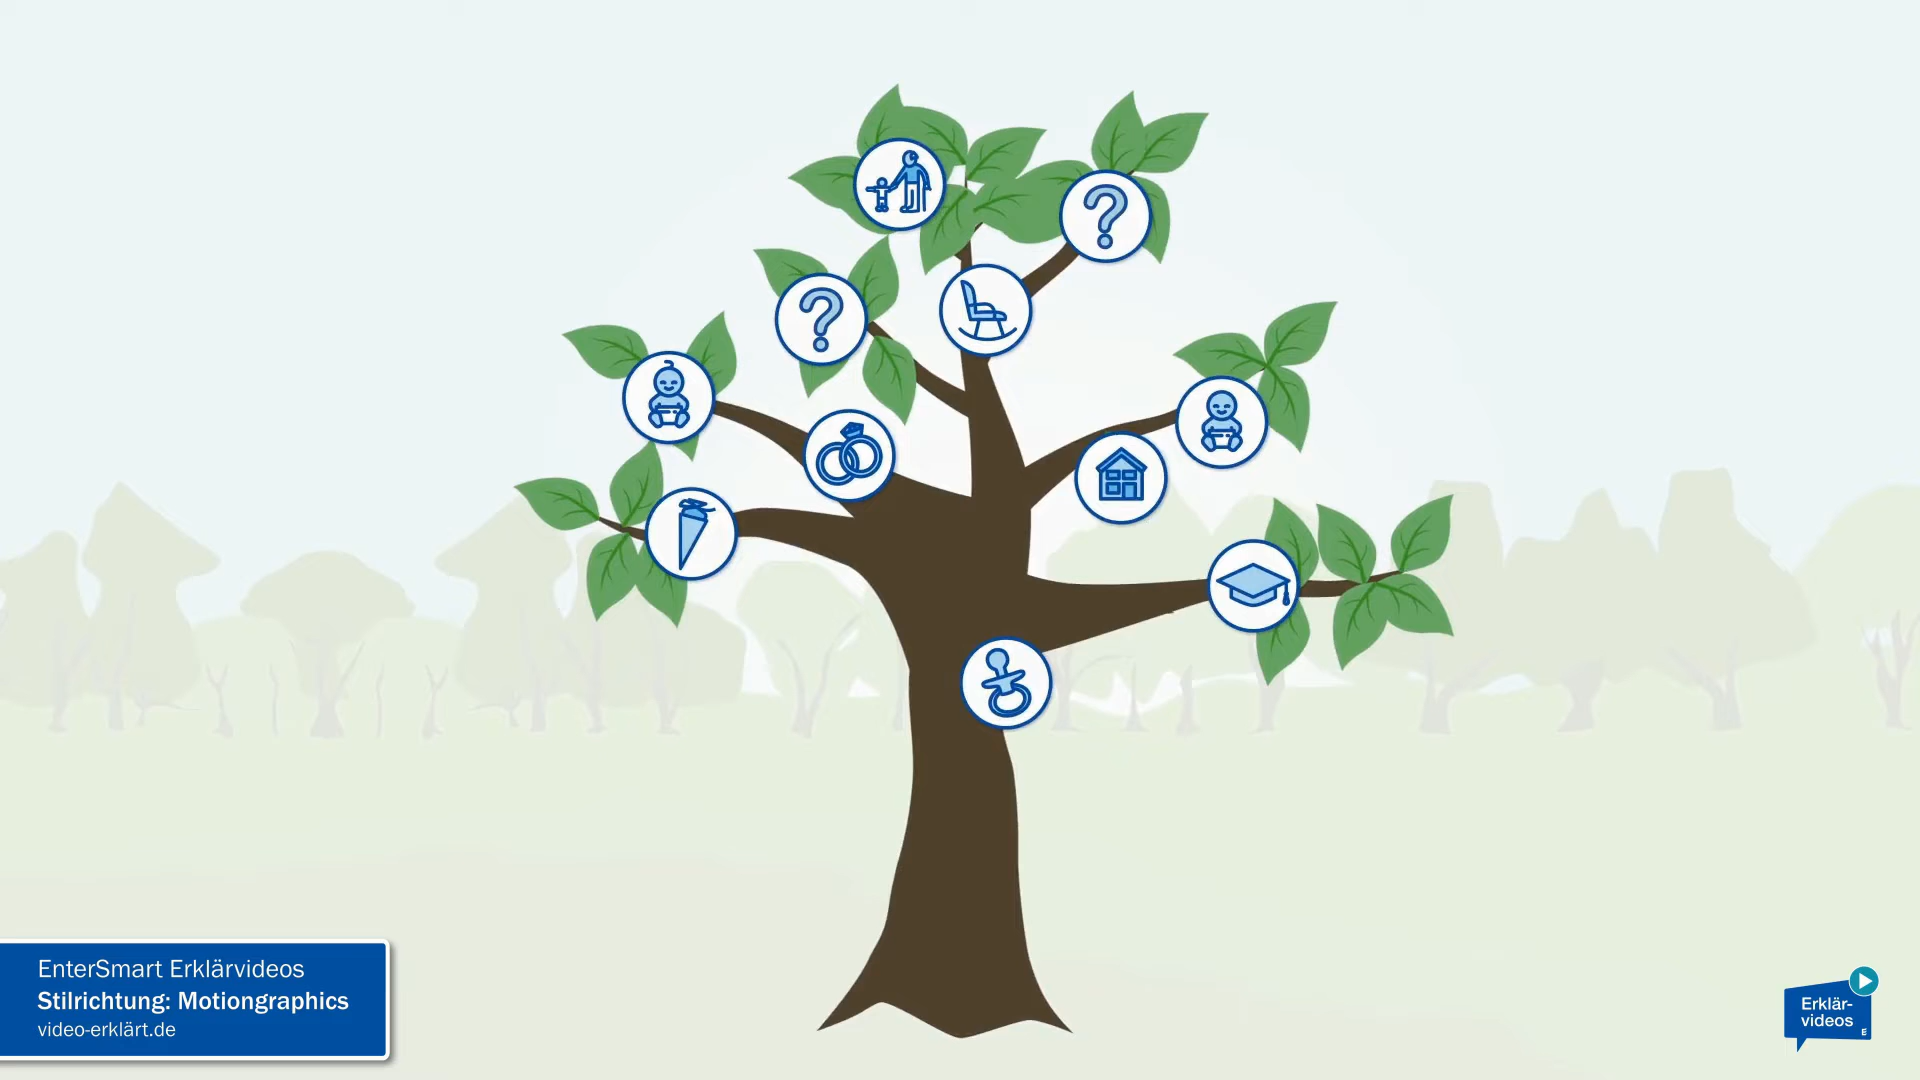 ?
?
EnterSmart Erklärvideos
Stilrichtung: Motiongraphics
video-erklärt.de
Erklär-
videos
E